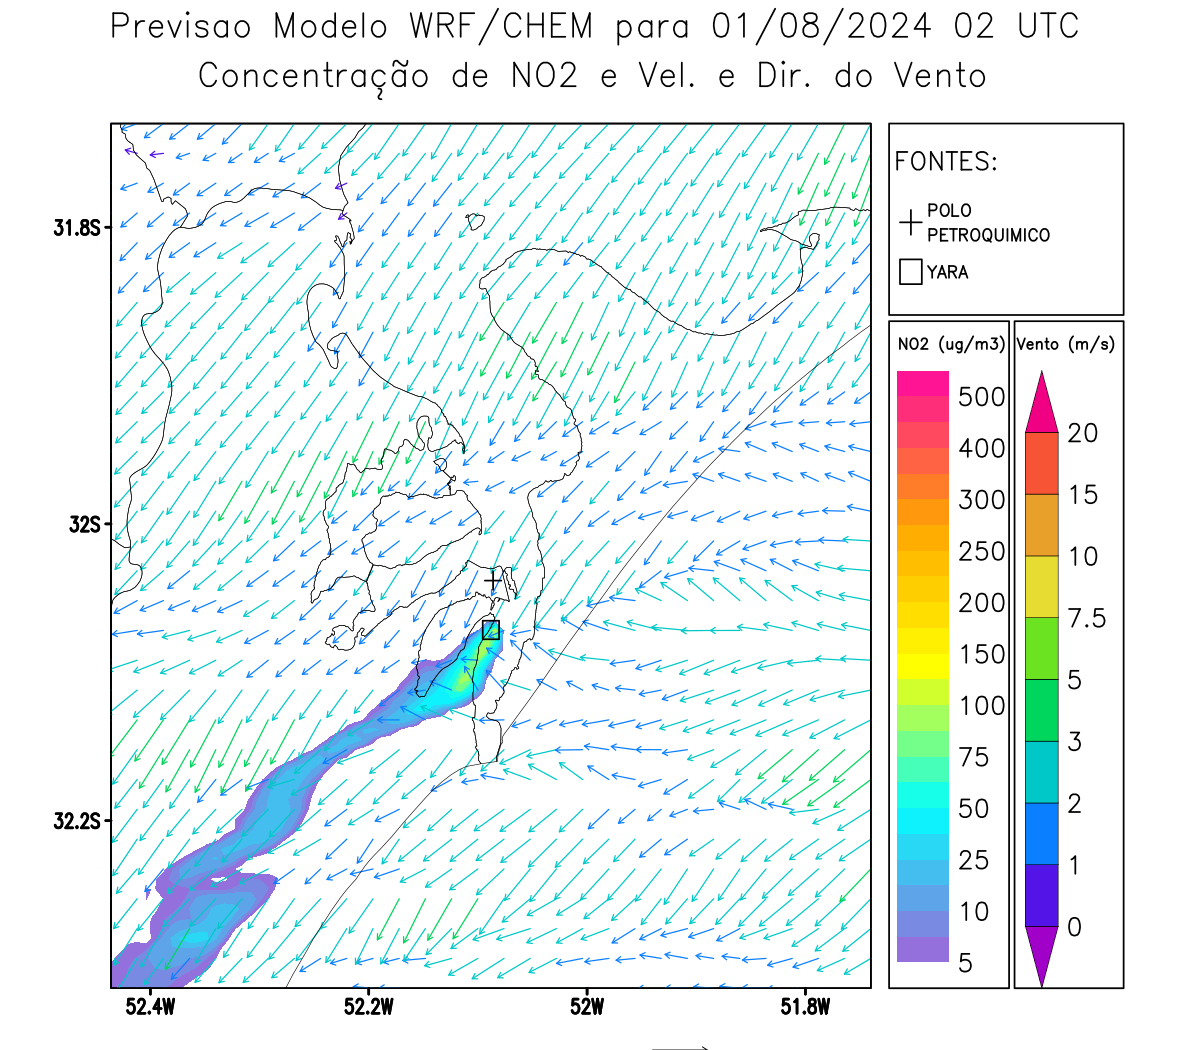 Previsao Modelo WRF/CHEM para 01/08/2024 02 UTC
Concentração de NO2 e Vel. e Dir. do Vento
FONTES:
POLO
PETROQUIMICO
YARA
31.8S
32S
32.2S
52.4W
52.2W
52W
51.8W
NO2 (ug/m3)
500
400
300
250
200
150
100
75
50
25
10
5
Vento (m/s)
20
15
10
7.5
5
3
2
1
0